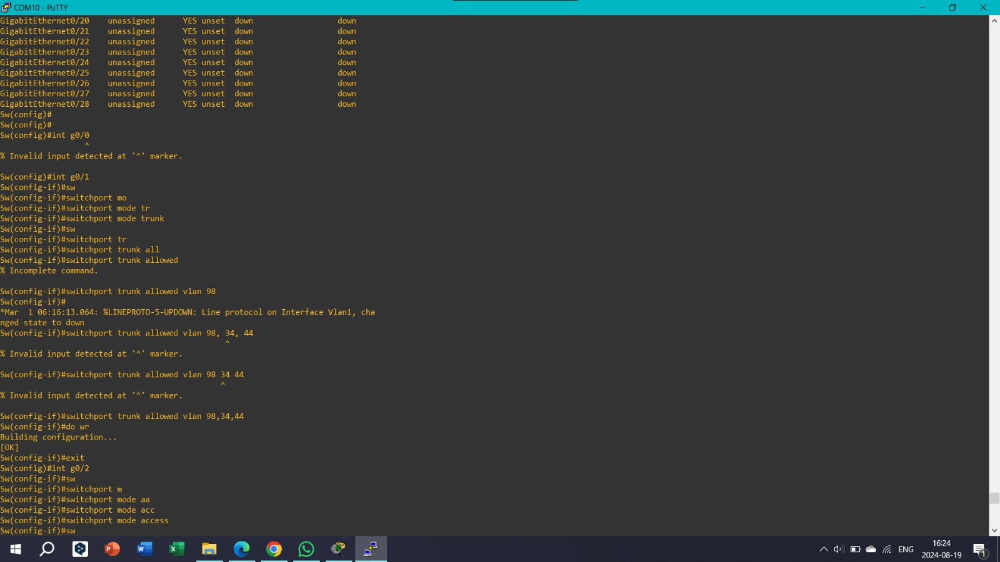 COM10 - PuTTY
GigabitEthernet0/20    unassigned      YES unset  down                  down
GigabitEthernet0/21    unassigned      YES unset  down                  down
GigabitEthernet0/22    unassigned      YES unset  down                  down
GigabitEthernet0/23    unassigned      YES unset  down                  down
GigabitEthernet0/24    unassigned      YES unset  down                  down
GigabitEthernet0/25    unassigned      YES unset  down                  down
GigabitEthernet0/26    unassigned      YES unset  down                  down
GigabitEthernet0/27    unassigned      YES unset  down                  down
GigabitEthernet0/28    unassigned      YES unset  down                  down
Sw(config)#
Sw(config)#
Sw(config)#int g0/0
^
% Invalid input detected at '^' marker.
Sw(config)#int g0/1
Sw(config-if)#sw
Sw(config-if)#switchport mo
Sw(config-if)#switchport mode tr
Sw(config-if)#switchport mode trunk
Sw(config-if)#sw
Sw(config-if)#switchport tr
Sw(config-if)#switchport trunk all
Sw(config-if)#switchport trunk allowed
% Incomplete command.
Sw(config-if)#switchport trunk allowed vlan 98
Sw(config-if)#
*Mar  1 06:16:13.064: %LINEPROTO-5-UPDOWN: Line protocol on Interface Vlan1, cha
nged state to down
Sw(config-if)#switchport trunk allowed vlan 98, 34, 44
^
% Invalid input detected at '^' marker.
Sw(config-if)#switchport trunk allowed vlan 98 34 44
^
% Invalid input detected at '^' marker.
Sw(config-if)#switchport trunk allowed vlan 98,34,44
Sw(config-if)#do wr
Building configuration...
[OK]
Sw(config-if)#exit
Sw(config)#int g0/2
Sw(config-if)#sw
Sw(config-if)#switchport m
Sw(config-if)#switchport mode aa
Sw(config-if)#switchport mode acc
Sw(config-if)#switchport mode access
Sw(config-if)#sw
ENG
16:24
2024-08-19
1